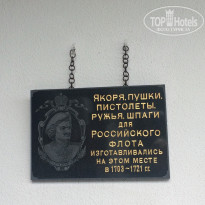 TOP HOTELS
ЯКОРЯ, ПУШКИ,
ПИСТОЛЕТЫ,
РУЖЬЯ, ШПАГИ
ДЛЯ
РОССИЙСКОГО
ФЛОТА
ИЗГОТАВЛИВАЛИСЬ
НА ЭТОМ МЕСТЕ
В 1703–1721 ГГ.